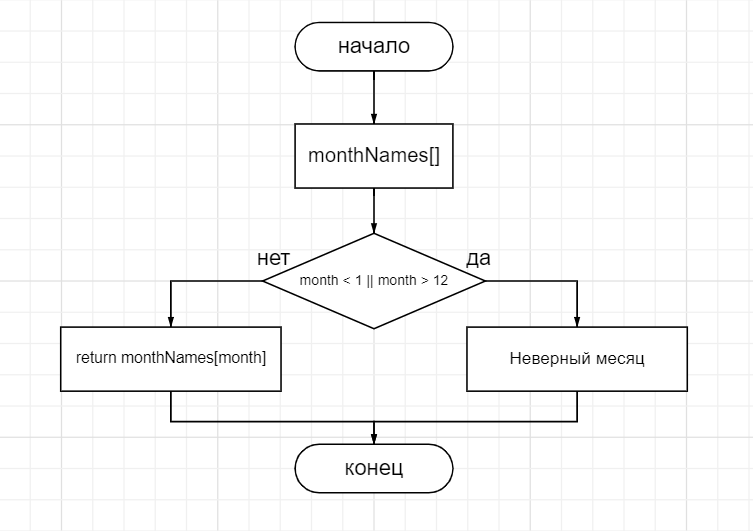 начало
monthNames[]
нет
да
month < 1 || month > 12
return monthNames[month]
Неверный месяц
конец